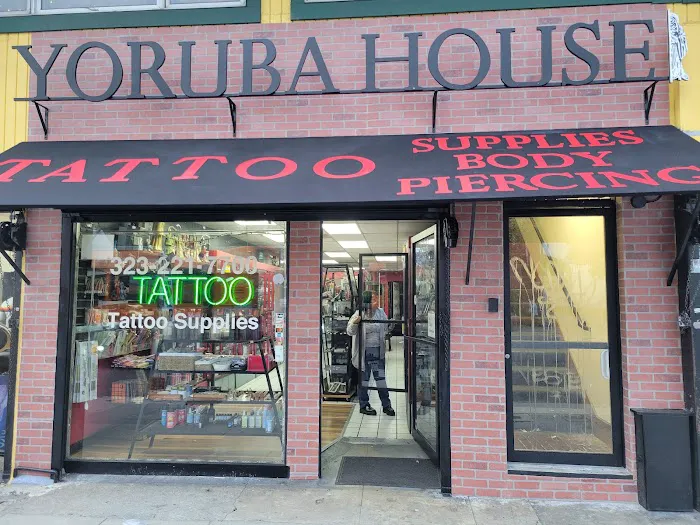 YORUBA HOUSE
TATTOO
SUPPLIES
BODY
PIERCING
323-221-7700
TATTOO
Tattoo Supplies